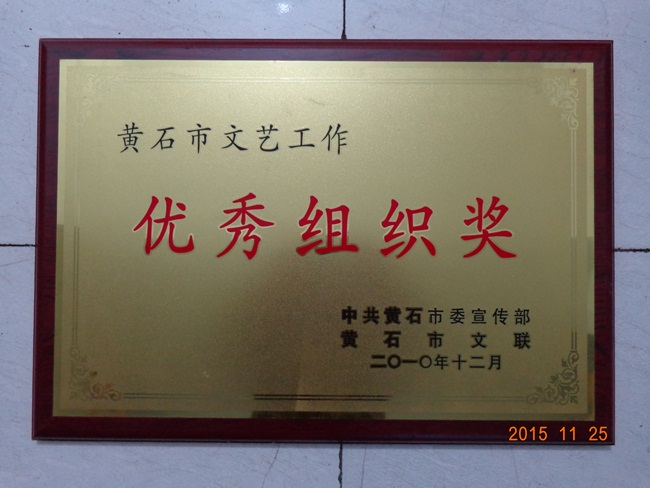 黄石市文艺工作
优秀组织奖
中共黄石市委宣传部
黄石市文联
二〇一〇年十二月
2015 11 25